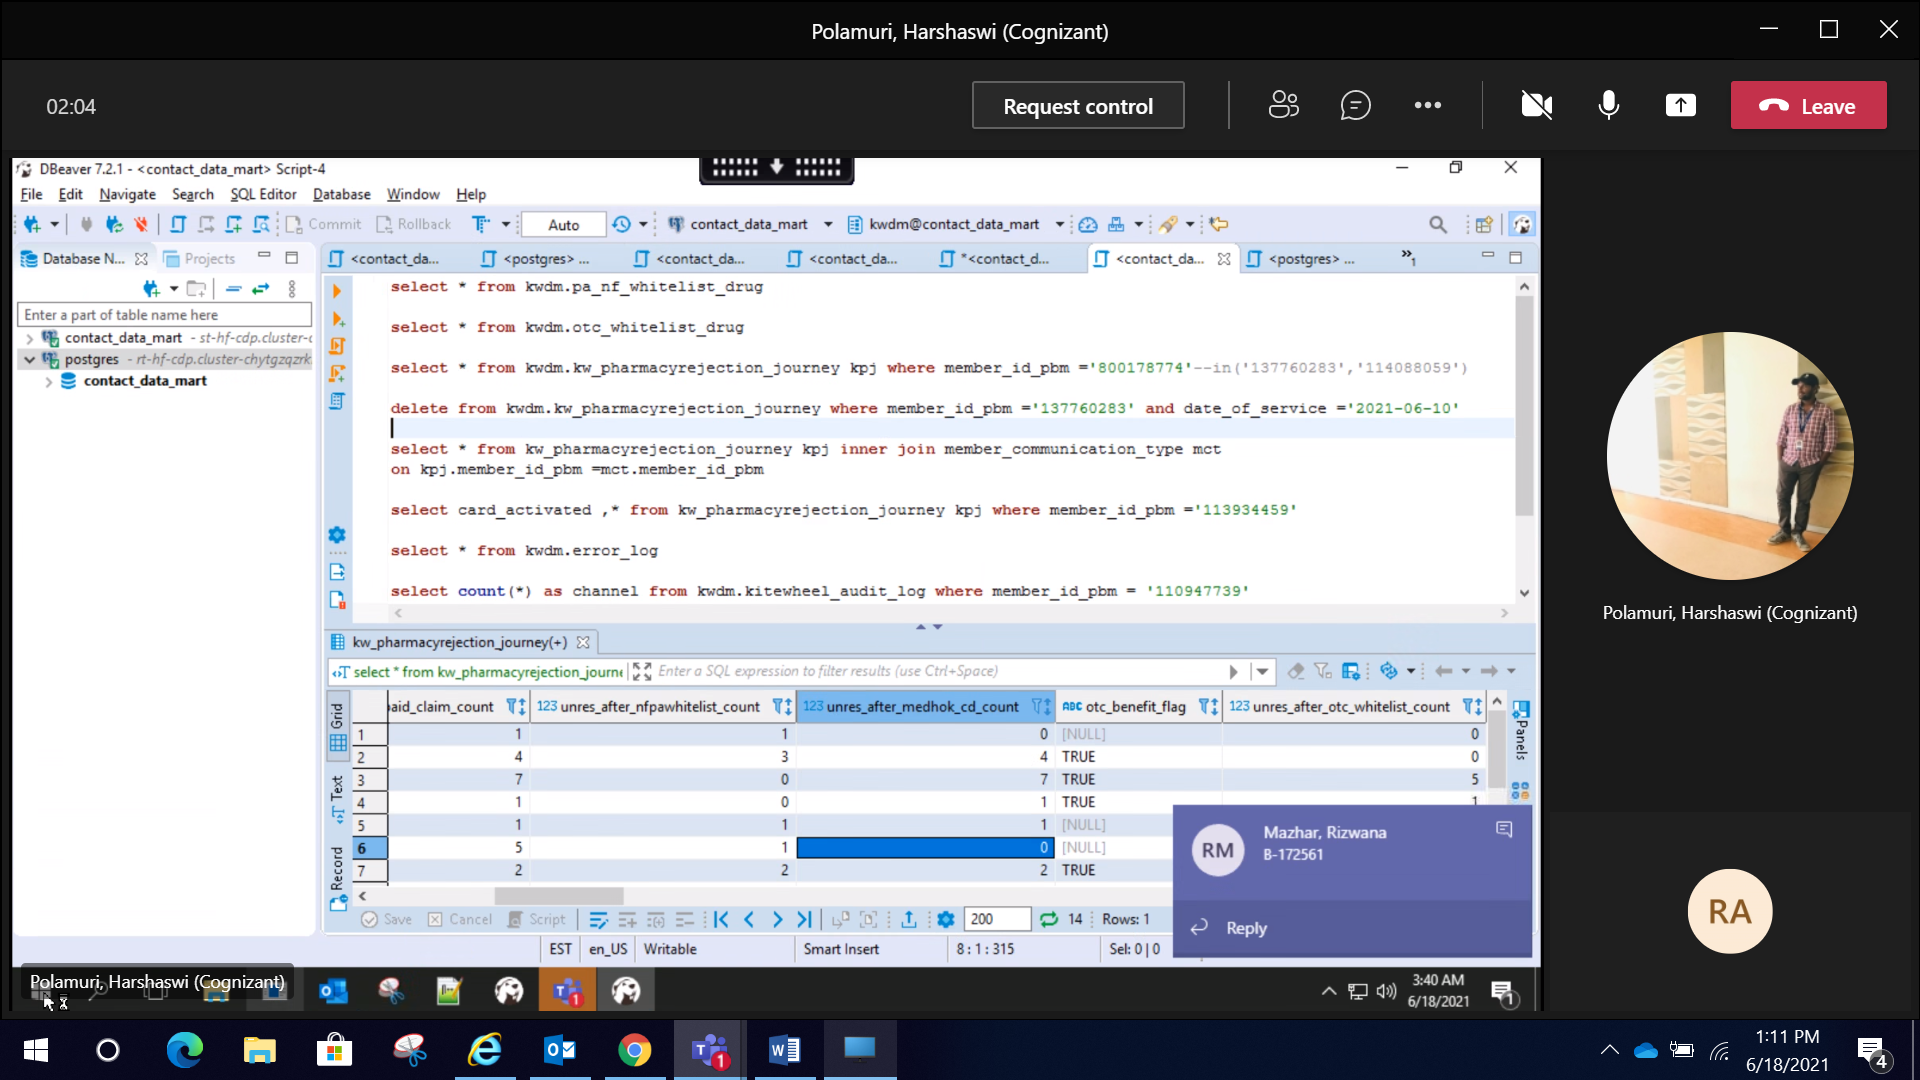 Polamuri, Harshaswi (Cognizant)
02:04
Request control
Leave
DBeaver 7.2.1 - <contact_data_mart> Script-4
File Edit Navigate Search SQL Editor Database Window Help
Commit Rollback Auto contact_data_mart kwdm@contact_data_mart
Database N... Projects <contact_da... <postgres> ... <contact_da... <contact_da... *<contact_d... <contact_da... <postgres> ... »1
Enter a part of table name here
contact_data_mart - st-hf-cdp.cluster-c
postgres - rt-hf-cdp.cluster-chytgzqzrk
contact_data_mart
select * from kwdm.pa_nf_whitelist_drug
select * from kwdm.otc_whitelist_drug
select * from kwdm.kw_pharmacyrejection_journey kpj where member_id_pbm ='800178774'--in('137760283','114088059')
delete from kwdm.kw_pharmacyrejection_journey where member_id_pbm ='137760283' and date_of_service ='2021-06-10'
select * from kw_pharmacyrejection_journey kpj inner join member_communication_type mct
on kpj.member_id_pbm =mct.member_id_pbm
select card_activated ,* from kw_pharmacyrejection_journey kpj where member_id_pbm ='113934459'
select * from kwdm.error_log
select count(*) as channel from kwdm.kitewheel_audit_log where member_id_pbm = '110947739'
kw_pharmacyrejection_journey(+)
select * from kw_pharmacyrejection_journe Enter a SQL expression to filter results (use Ctrl+Space)
Grid
Text
Record
Panels
aid_claim_count 123 unres_after_nfpawhitelist_count 123 unres_after_medhok_cd_count ABC otc_benefit_flag 123 unres_after_otc_whitelist_count
1 1 1 0 [NULL] 0
2 4 3 4 TRUE 0
3 7 0 7 TRUE 5
4 1 0 1 TRUE 1
5 1 1 1 [NULL]
6 5 1 0 [NULL]
7 2 2 2 TRUE
Save Cancel Script 200 14 Rows: 1
EST en_US Writable Smart Insert 8 : 1 : 315 Sel: 0 | 0
RM
Mazhar, Rizwana
B-172561
Reply
Polamuri, Harshaswi (Cognizant)
3:40 AM
6/18/2021
1
1
Polamuri, Harshaswi (Cognizant)
RA
1
1:11 PM
6/18/2021
4